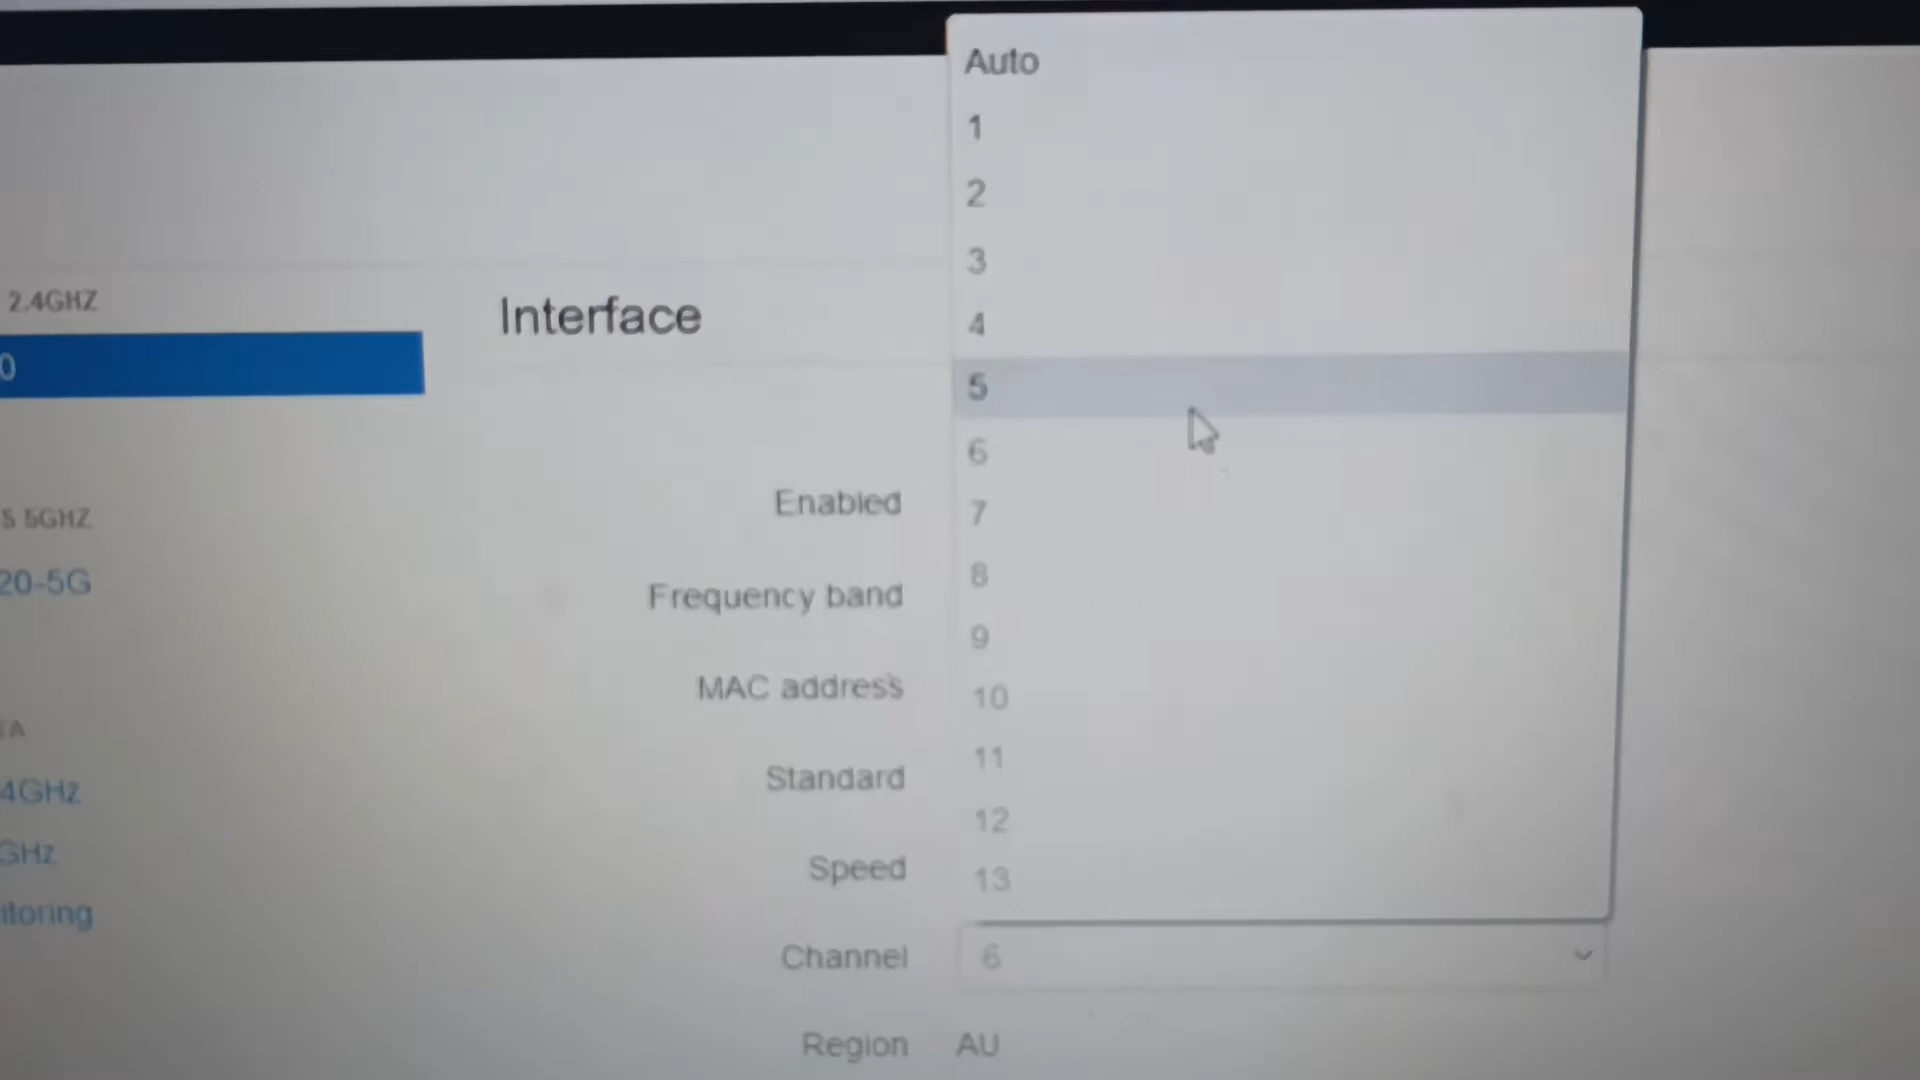 2.4GHZ
0
5 5GHZ
20-5G
4GHz
GHz
itoring
Interface
Enabled
Frequency band
MAC address
Standard
Speed
Channel
Region
Auto
1
2
3
4
5
6
7
8
9
10
11
12
13
6
AU